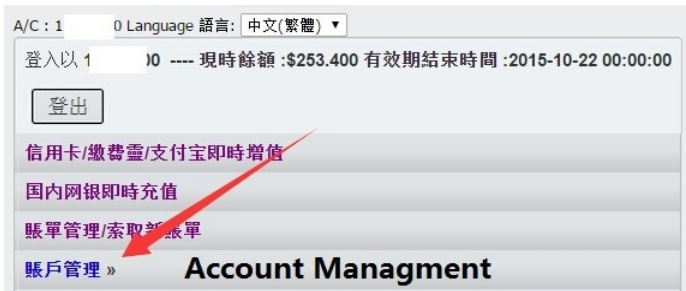 A/C : 1 0 Language 語言: 中文(繁體) ▼
登入以 1 00 ---- 現時餘額 :$253.400 有效期結束時間 :2015-10-22 00:00:00
登出
信用卡/繳費靈/支付宝即時增值
国内网银即時充值
賬單管理/索取新賬單
賬戶管理 » Account Managment